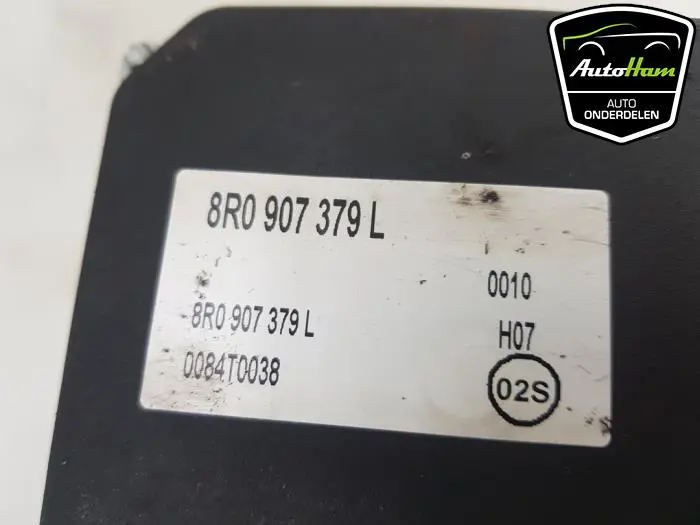 AutoHam
AUTO
ONDERDELEN
8R0 907 379 L
0010
8R0 907 379 L
H07
0084T0038
02S